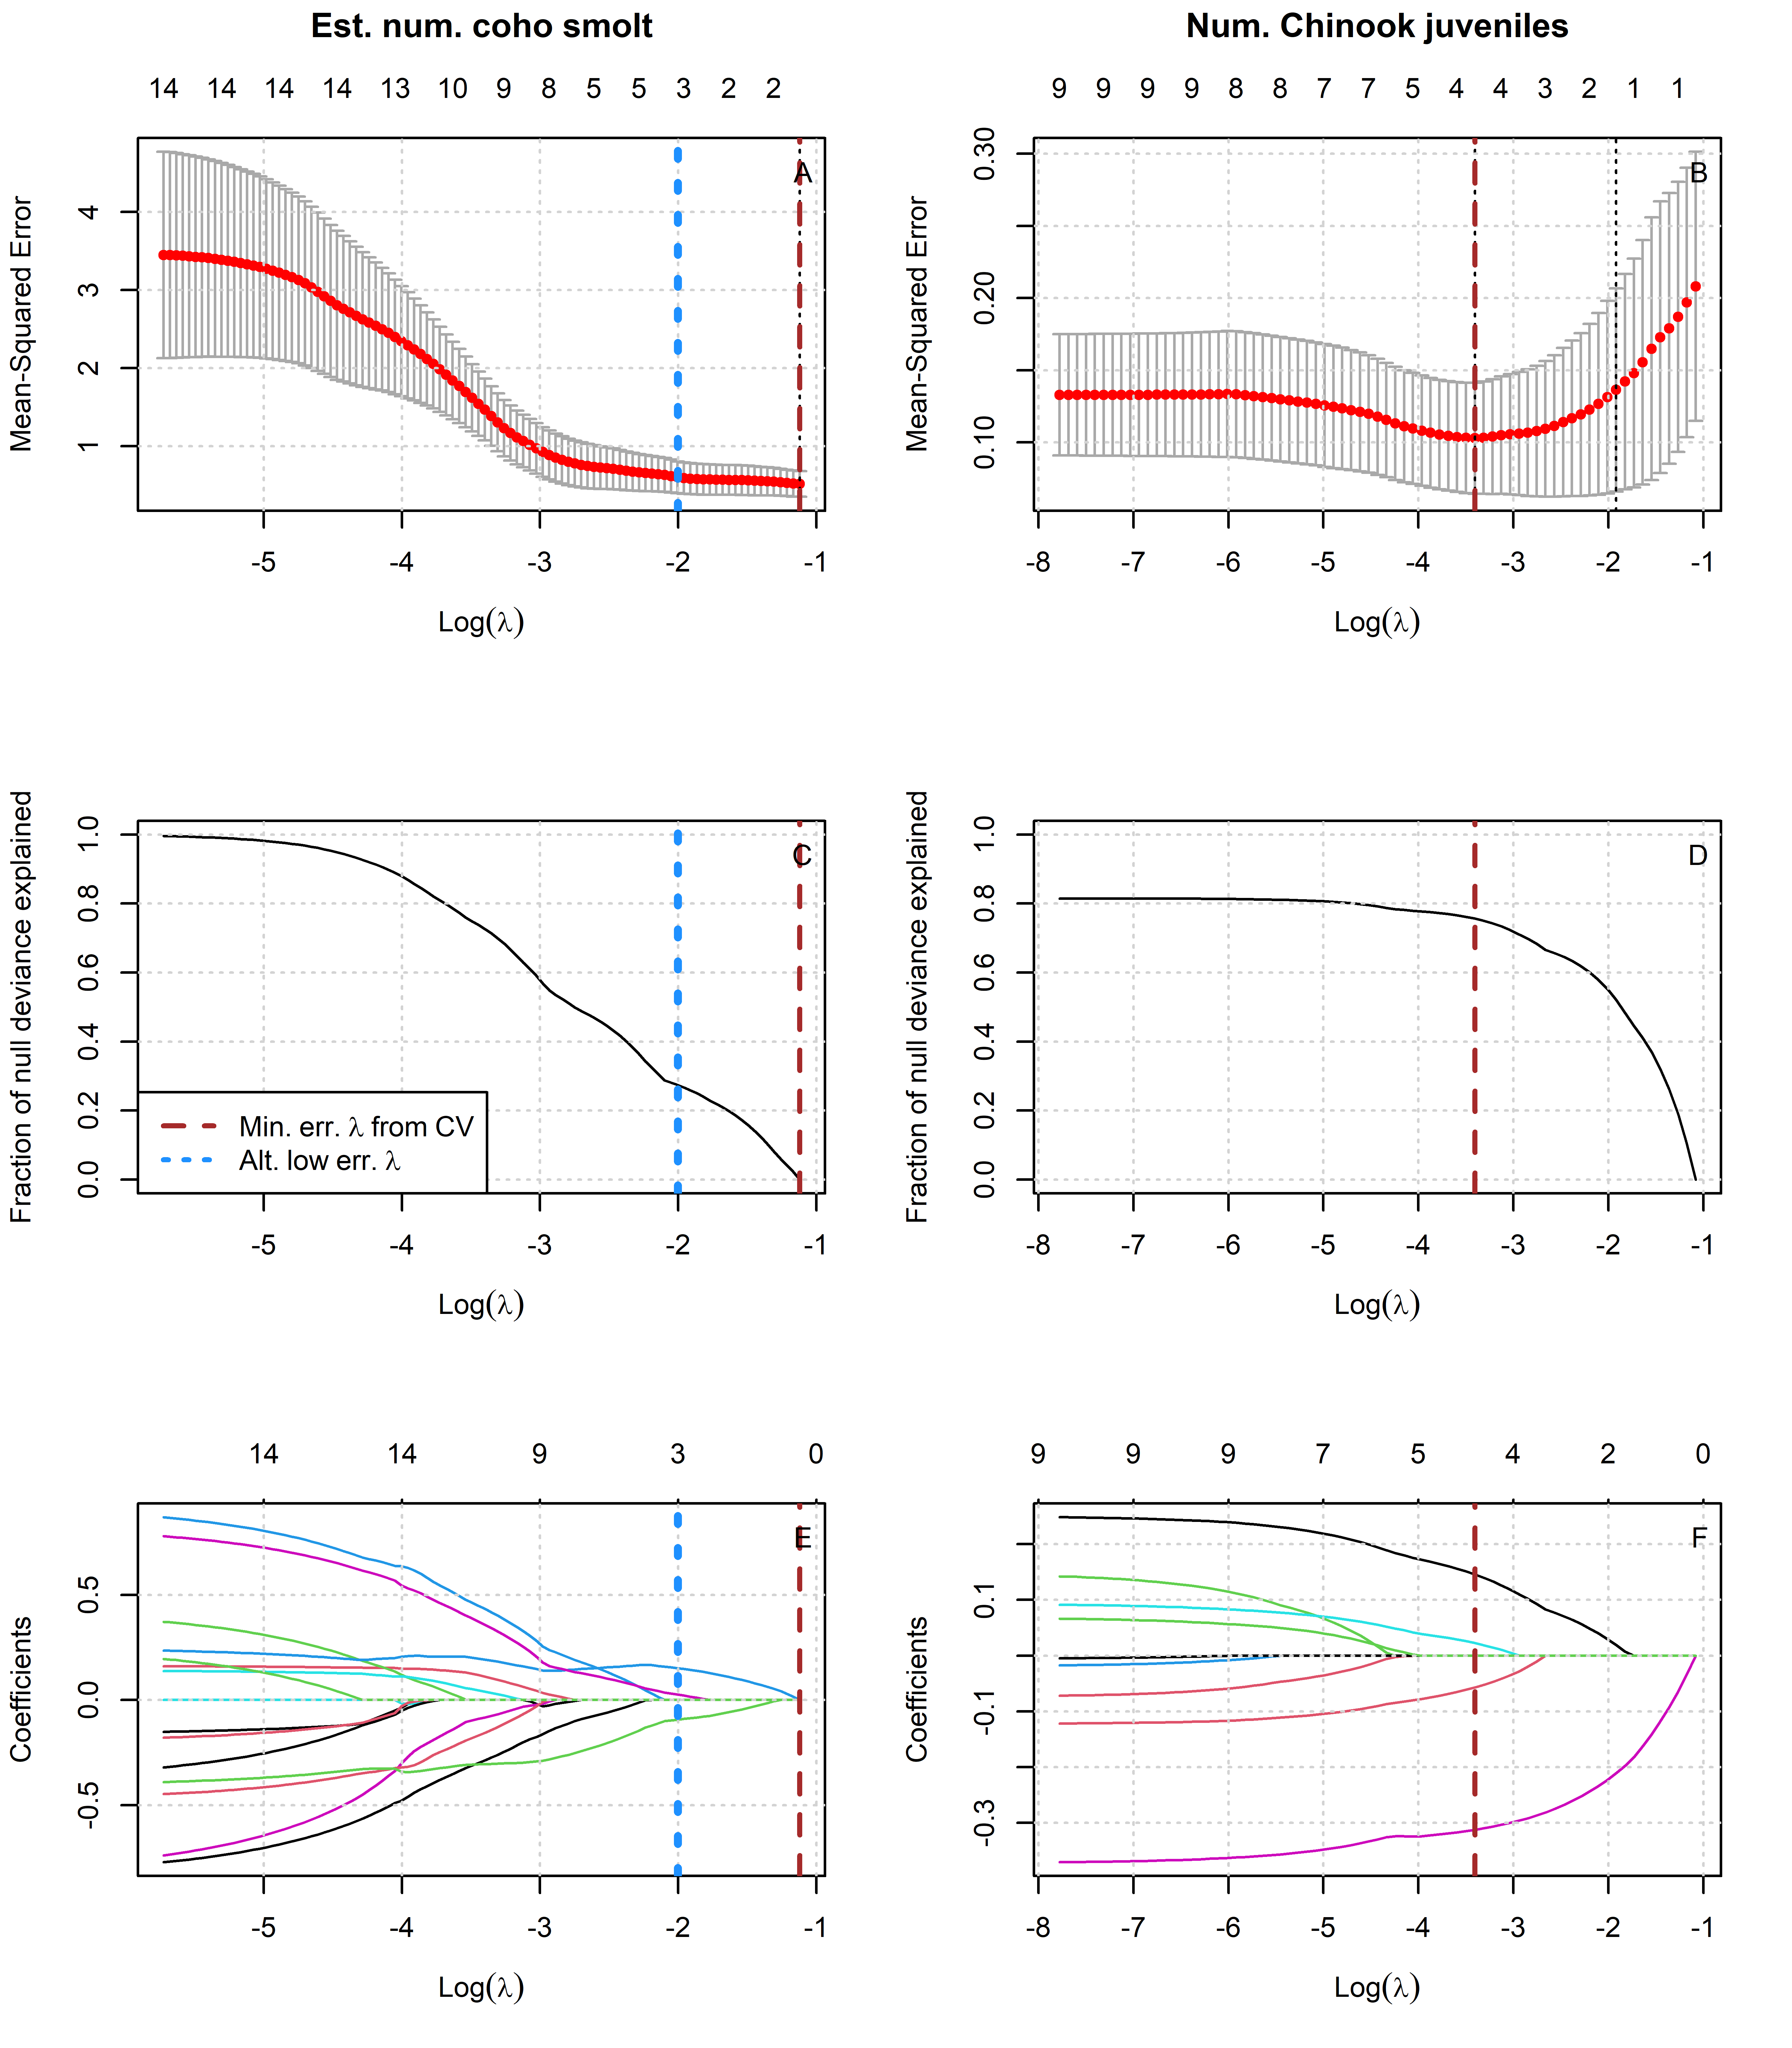 Est. num. coho smolt
Num. Chinook juveniles
14 14 14 14 13 10 9 8 5 5 3 2 2
9 9 9 9 8 8 7 7 5 4 4 3 2 1 1
Mean-Squared Error
1 2 3 4
A
-5 -4 -3 -2 -1
Log(λ)
Mean-Squared Error
0.10 0.20 0.30
B
-8 -7 -6 -5 -4 -3 -2 -1
Log(λ)
Fraction of null deviance explained
0.0 0.2 0.4 0.6 0.8 1.0
C
Min. err. λ from CV
Alt. low err. λ
-5 -4 -3 -2 -1
Log(λ)
Fraction of null deviance explained
0.0 0.2 0.4 0.6 0.8 1.0
D
-8 -7 -6 -5 -4 -3 -2 -1
Log(λ)
14 14 9 3 0
Coefficients
-0.5 0.0 0.5
E
-5 -4 -3 -2 -1
Log(λ)
9 9 9 7 5 4 2 0
Coefficients
-0.3 -0.1 0.1
F
-8 -7 -6 -5 -4 -3 -2 -1
Log(λ)